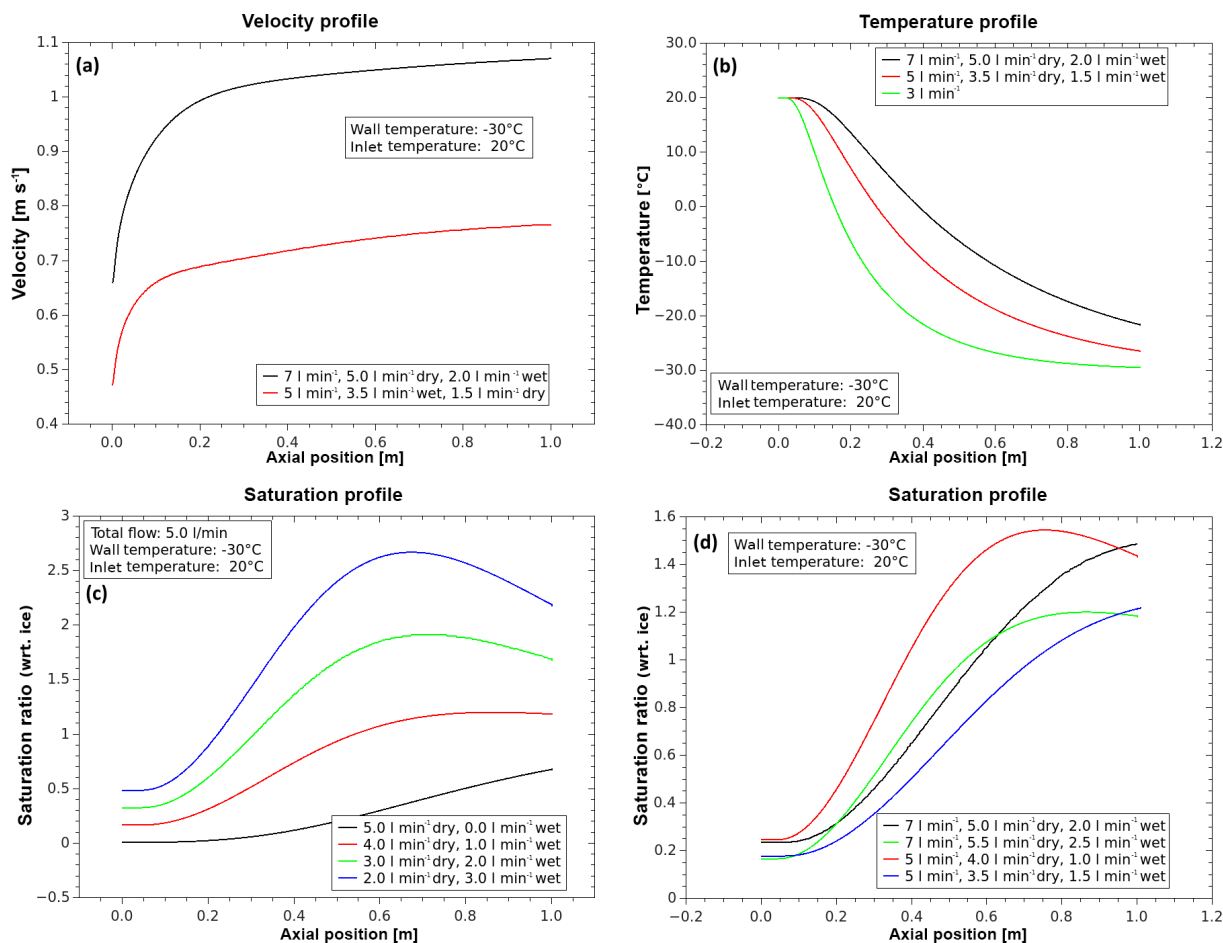 Velocity profile
1.1
1
0.9
0.8
0.7
0.6
0.5
0.4
Velocity [m s⁻¹]
(a)
Wall temperature: -30°C
Inlet temperature: 20°C
7 l min⁻¹, 5.0 l min⁻¹ dry, 2.0 l min⁻¹ wet
5 l min⁻¹, 3.5 l min⁻¹ wet, 1.5 l min⁻¹ dry
0.0 0.2 0.4 0.6 0.8 1.0
Axial position [m]
Temperature profile
30.0
20.0
10.0
0.0
−10.0
−20.0
−30.0
−40.0
Temperature [°C]
(b)
7 l min⁻¹, 5.0 l min⁻¹ dry, 2.0 l min⁻¹ wet
5 l min⁻¹, 3.5 l min⁻¹ dry, 1.5 l min⁻¹ wet
3 l min⁻¹
Wall temperature: -30°C
Inlet temperature: 20°C
−0.2 0.0 0.2 0.4 0.6 0.8 1.0 1.2
Axial position [m]
Saturation profile
3
2.5
2
1.5
1
0.5
0
−0.5
Saturation ratio (wrt. ice)
Total flow: 5.0 l/min
Wall temperature: -30°C
Inlet temperature: 20°C
(c)
5.0 l min⁻¹ dry, 0.0 l min⁻¹ wet
4.0 l min⁻¹ dry, 1.0 l min⁻¹ wet
3.0 l min⁻¹ dry, 2.0 l min⁻¹ wet
2.0 l min⁻¹ dry, 3.0 l min⁻¹ wet
0.0 0.2 0.4 0.6 0.8 1.0
Axial position [m]
Saturation profile
1.6
1.4
1.2
1
0.8
0.6
0.4
0.2
0
Saturation ratio (wrt. ice)
(d)
Wall temperature: -30°C
Inlet temperature: 20°C
7 l min⁻¹, 5.0 l min⁻¹ dry, 2.0 l min⁻¹ wet
7 l min⁻¹, 5.5 l min⁻¹ dry, 2.5 l min⁻¹ wet
5 l min⁻¹, 4.0 l min⁻¹ dry, 1.0 l min⁻¹ wet
5 l min⁻¹, 3.5 l min⁻¹ dry, 1.5 l min⁻¹ wet
−0.2 0.0 0.2 0.4 0.6 0.8 1.0 1.2
Axial position [m]